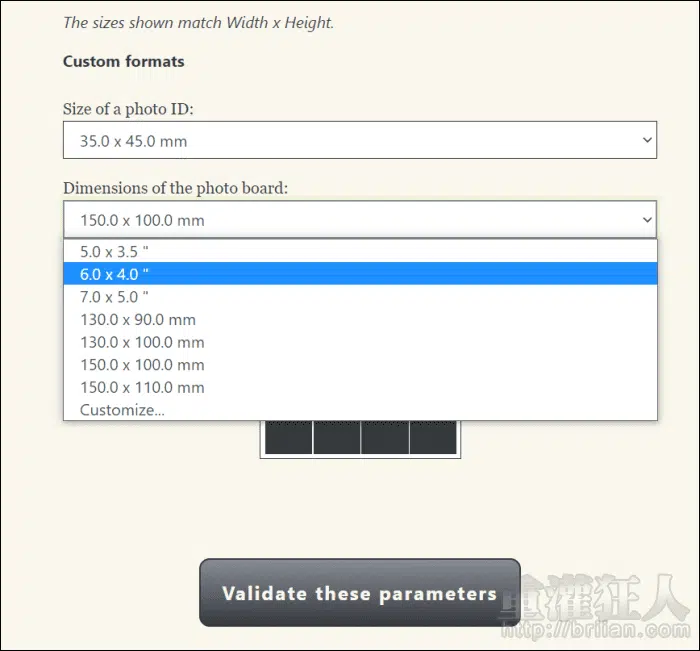 The sizes shown match Width x Height.
Custom formats
Size of a photo ID:
35.0 x 45.0 mm
Dimensions of the photo board:
150.0 x 100.0 mm
5.0 x 3.5 "
6.0 x 4.0 "
7.0 x 5.0 "
130.0 x 90.0 mm
130.0 x 100.0 mm
150.0 x 100.0 mm
150.0 x 110.0 mm
Customize...
Validate these parameters
重灌狂人
http://briian.com